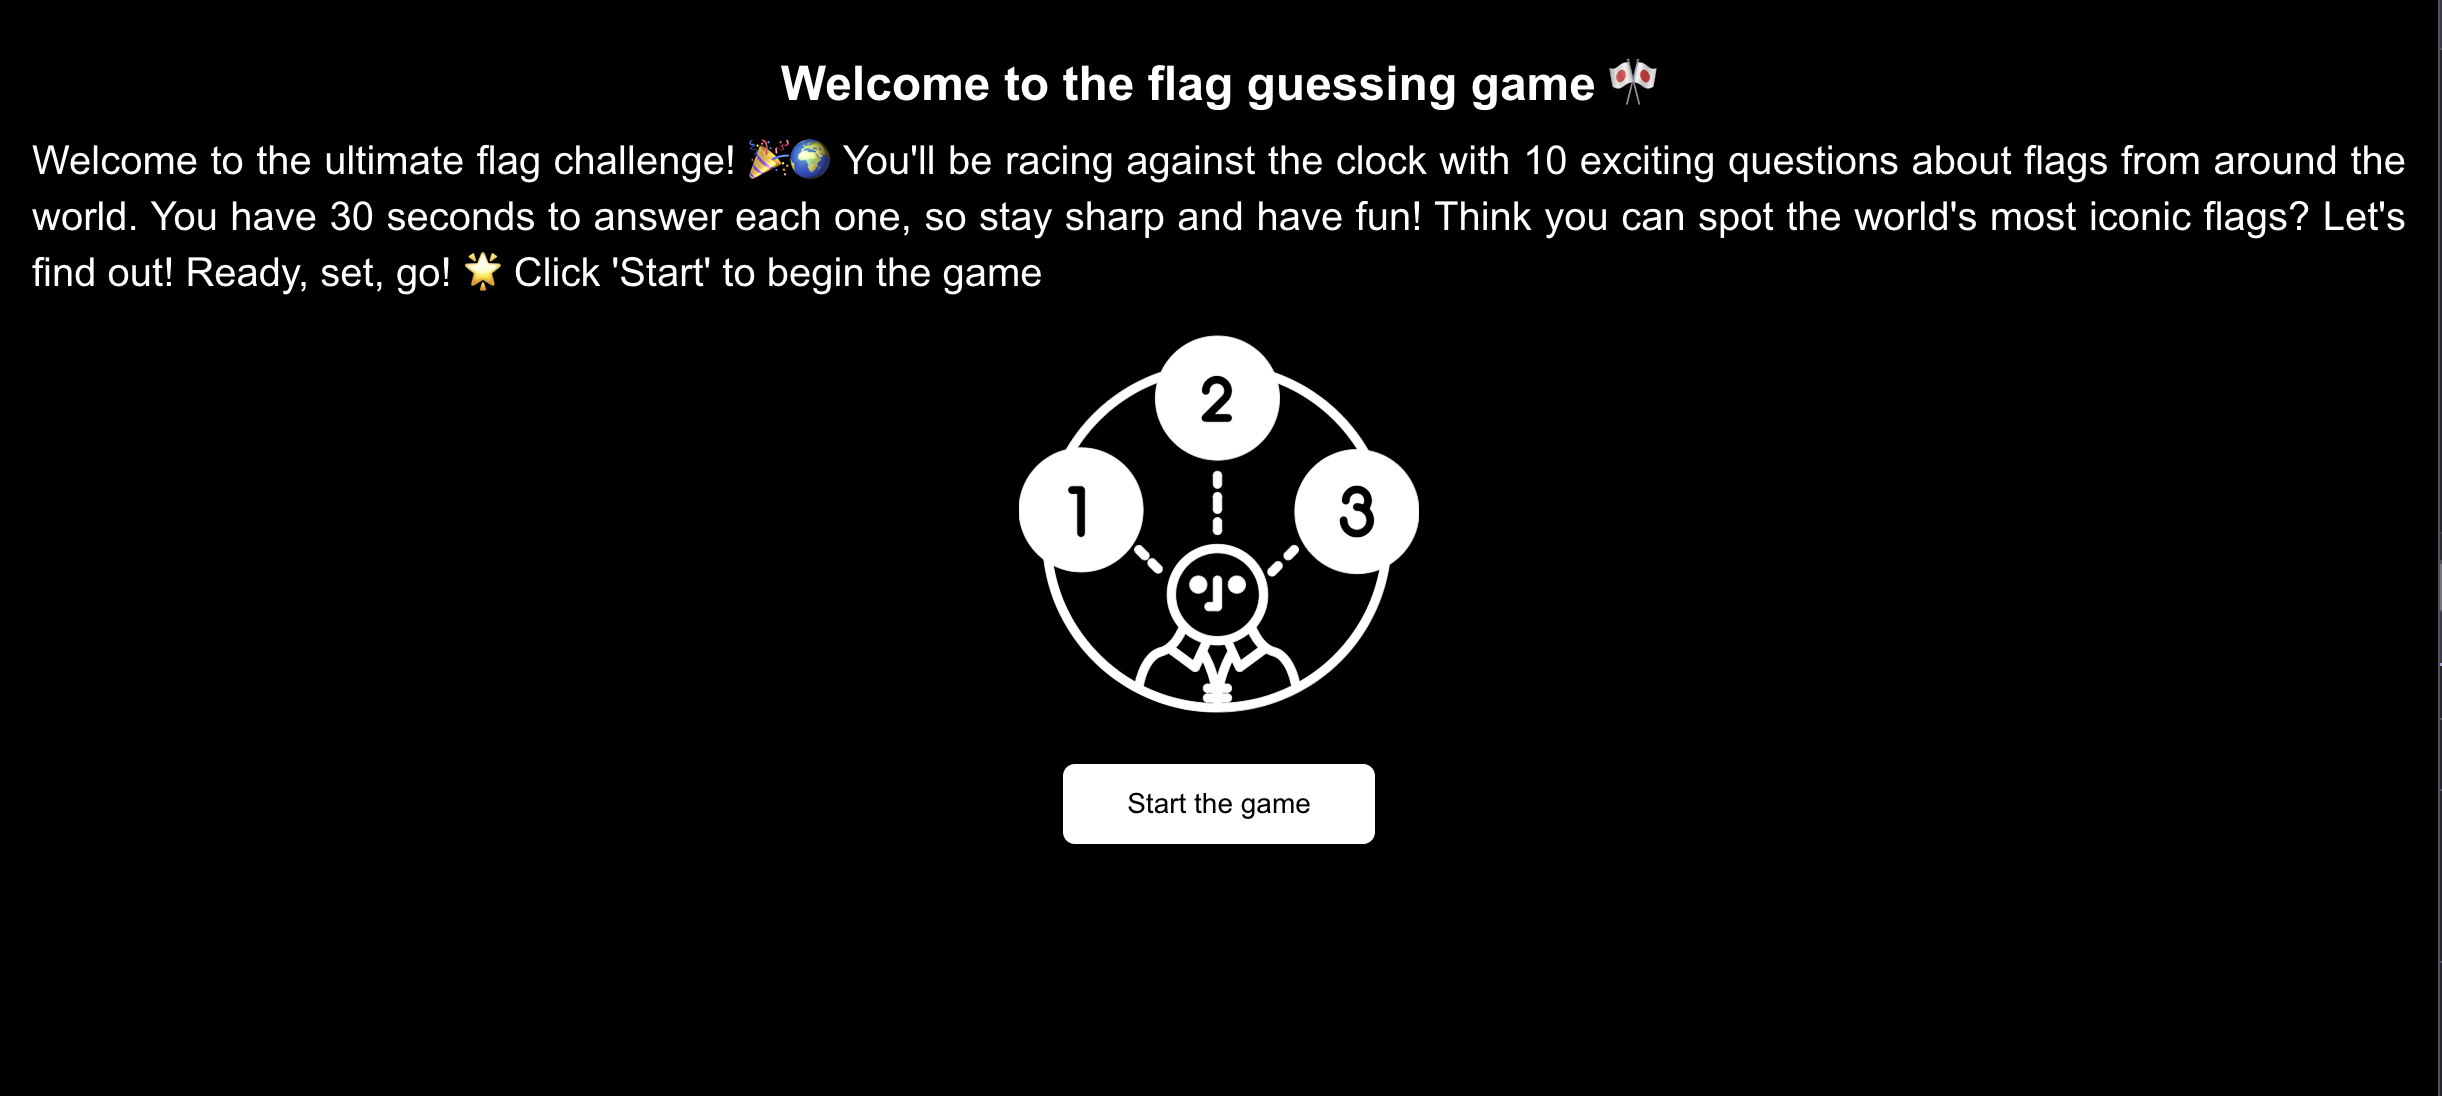 Welcome to the flag guessing game 🎌
Welcome to the ultimate flag challenge! 🎉🌍 You'll be racing against the clock with 10 exciting questions about flags from around the
world. You have 30 seconds to answer each one, so stay sharp and have fun! Think you can spot the world's most iconic flags? Let's
find out! Ready, set, go! 🌟 Click 'Start' to begin the game
2
1
3
Start the game